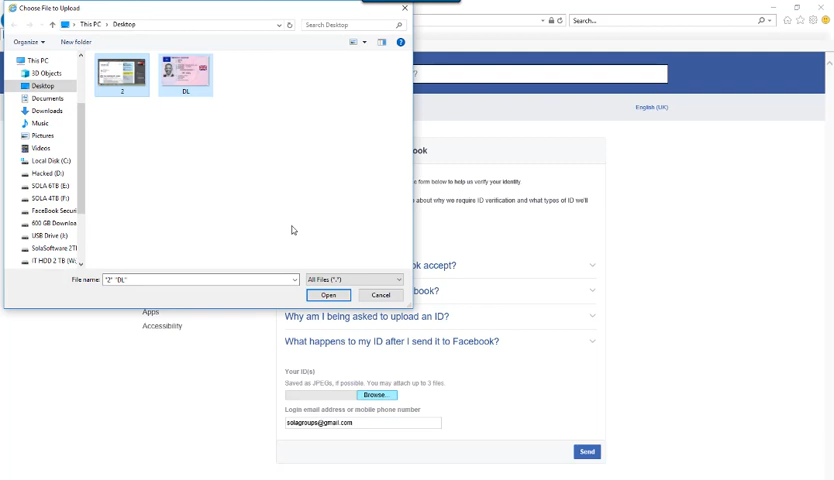 Choose File to Upload
This PC
Desktop
Search Desktop
Search...
Organize
New folder
This PC
3D Objects
Desktop
Documents
Downloads
Music
Pictures
Videos
Local Disk (C:)
Hacked (D:)
SOLA 6TB (E:)
SOLA 4TB (F:)
FaceBook Securi
600 GB Downloa
USB Drive (I:)
SolaSoftware 2TI
IT HDD 2 TB (W:
2
DL
File name:
"2" "DL"
All Files (*.*)
Open
Cancel
?
English (UK)
ook
e form below to help us verify your identity.
about why we require ID verification and what types of ID we'll
ok accept?
book?
Why am I being asked to upload an ID?
What happens to my ID after I send it to Facebook?
Apps
Accessibility
Your ID(s)
Saved as JPEGs, if possible. You may attach up to 3 files.
Browse...
Login email address or mobile phone number
solagroups@gmail.com
Send